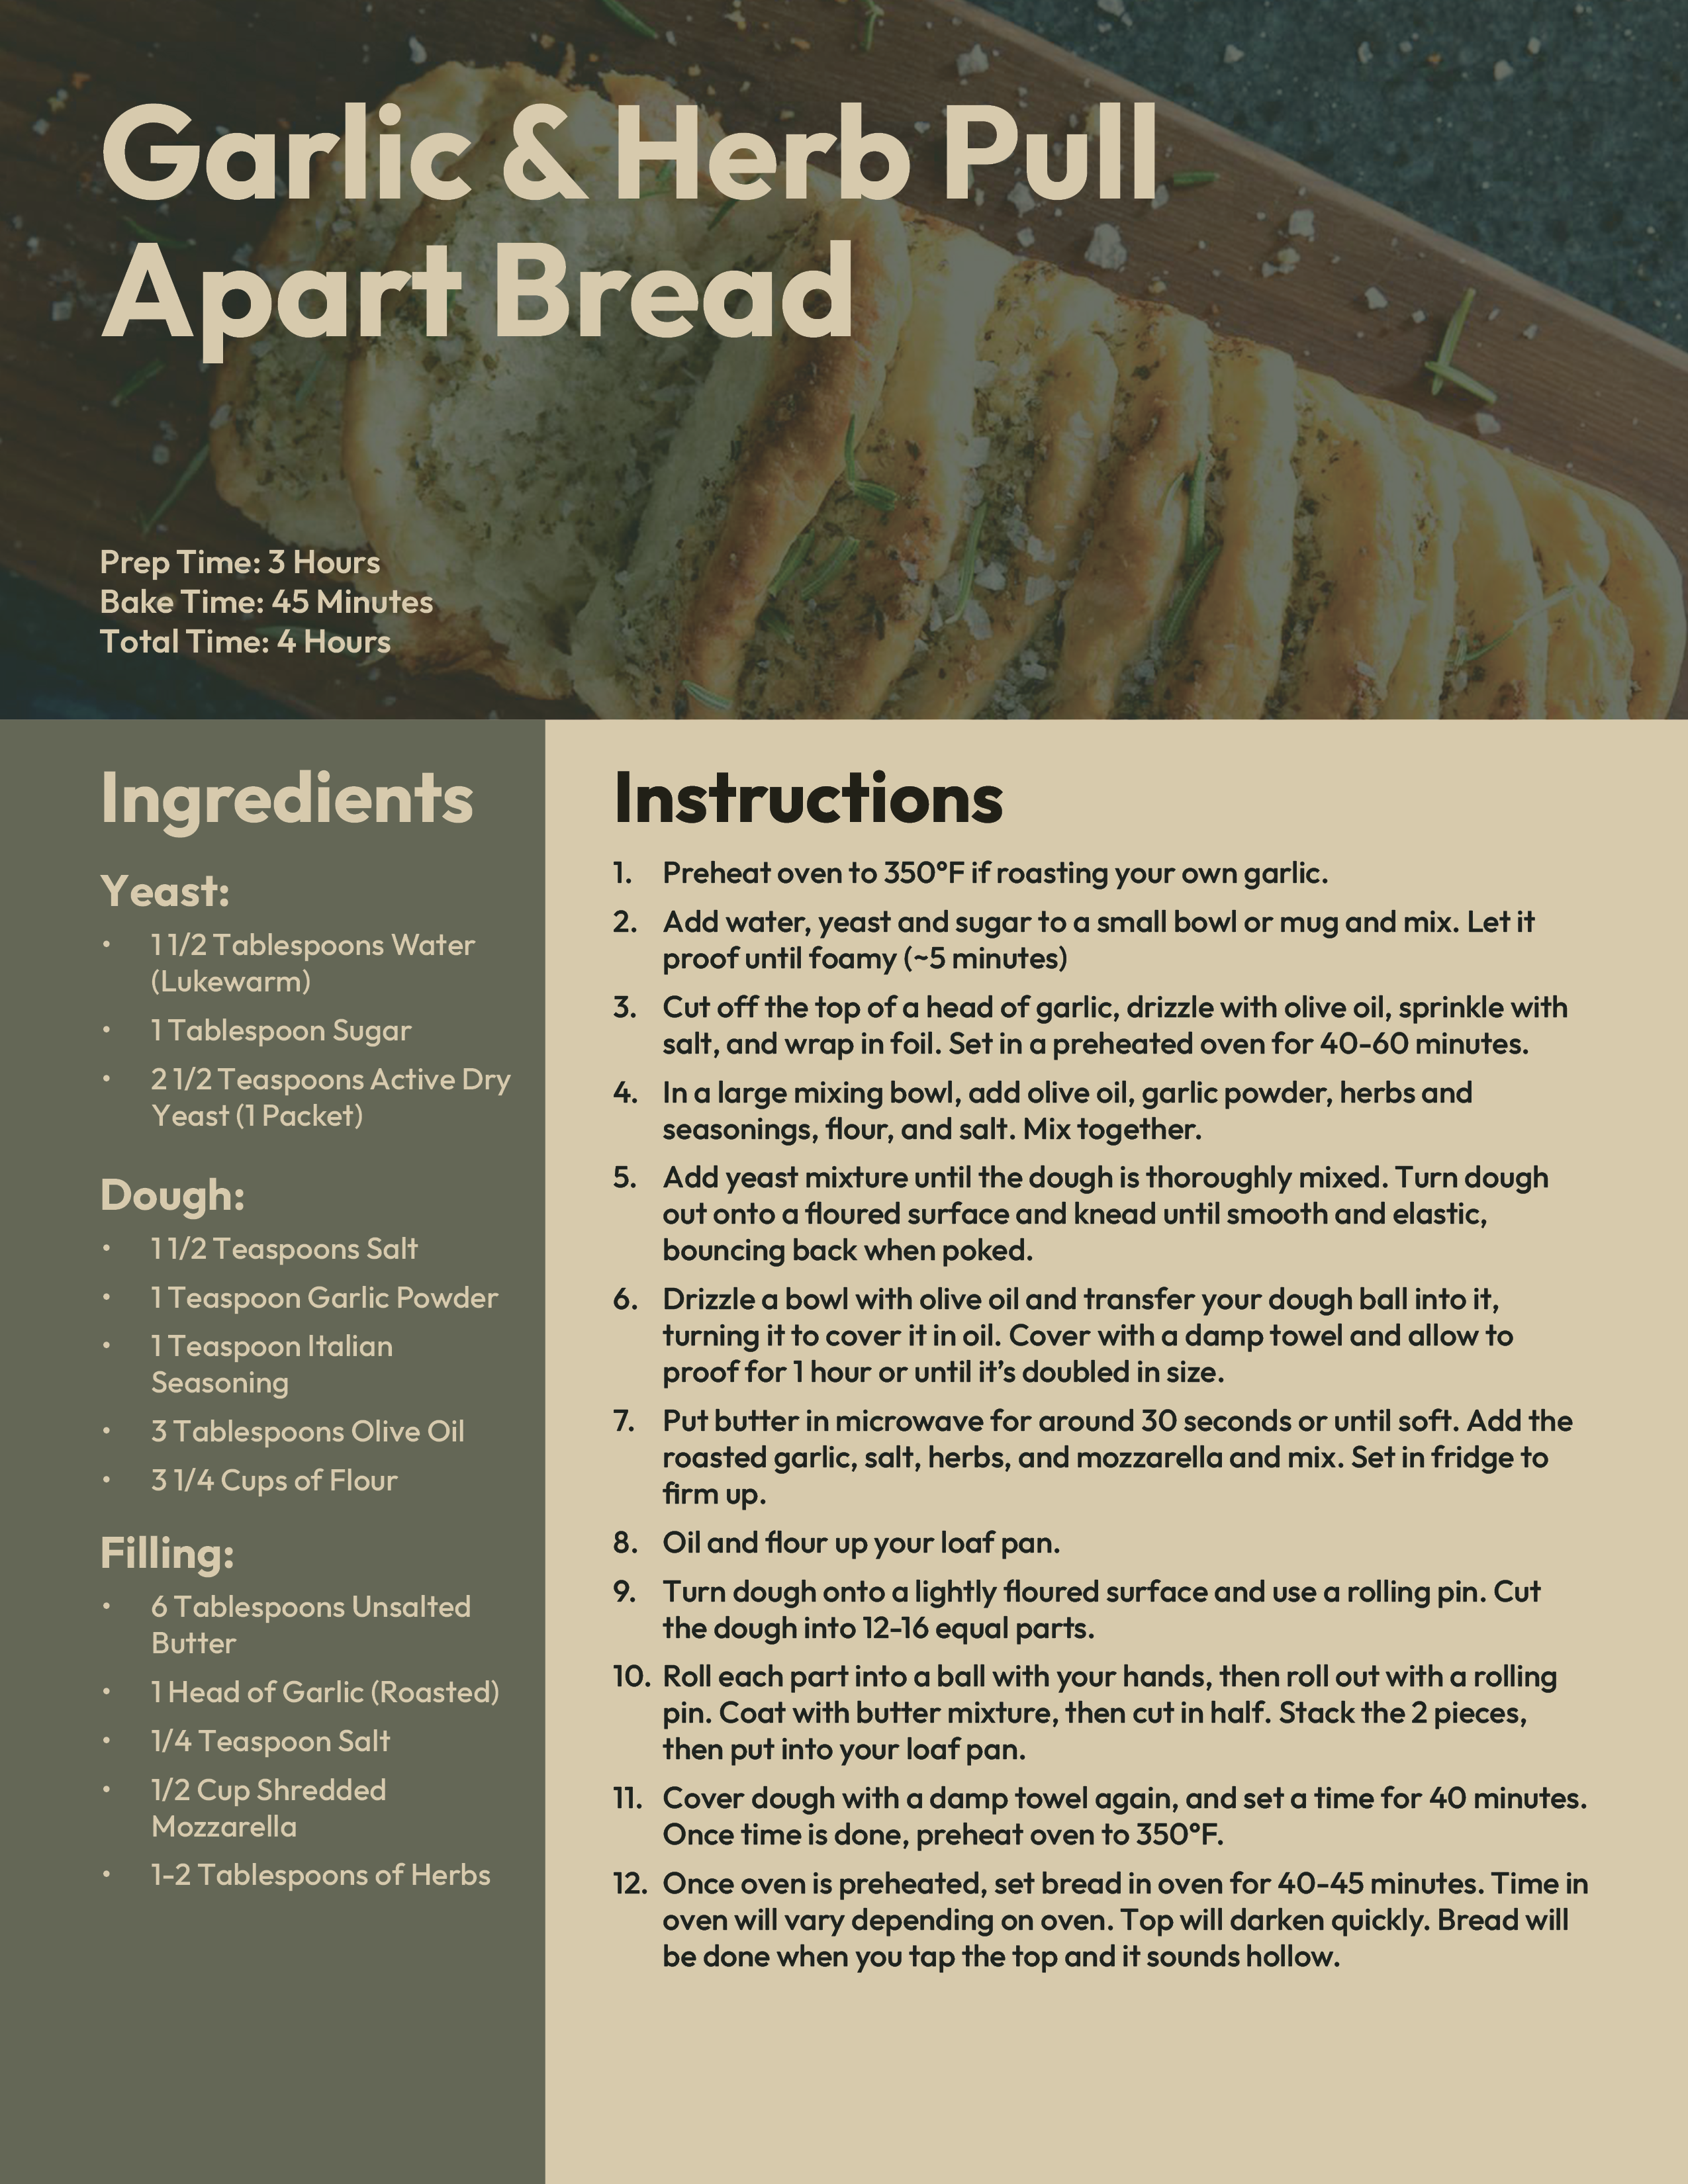 Garlic & Herb Pull
Apart Bread
Prep Time: 3 Hours
Bake Time: 45 Minutes
Total Time: 4 Hours
Ingredients
Yeast:
• 1 1/2 Tablespoons Water
(Lukewarm)
• 1 Tablespoon Sugar
• 2 1/2 Teaspoons Active Dry
Yeast (1 Packet)
Dough:
• 1 1/2 Teaspoons Salt
• 1 Teaspoon Garlic Powder
• 1 Teaspoon Italian
Seasoning
• 3 Tablespoons Olive Oil
• 3 1/4 Cups of Flour
Filling:
• 6 Tablespoons Unsalted
Butter
• 1 Head of Garlic (Roasted)
• 1/4 Teaspoon Salt
• 1/2 Cup Shredded
Mozzarella
• 1-2 Tablespoons of Herbs
Instructions
1. Preheat oven to 350°F if roasting your own garlic.
2. Add water, yeast and sugar to a small bowl or mug and mix. Let it
proof until foamy (~5 minutes)
3. Cut off the top of a head of garlic, drizzle with olive oil, sprinkle with
salt, and wrap in foil. Set in a preheated oven for 40-60 minutes.
4. In a large mixing bowl, add olive oil, garlic powder, herbs and
seasonings, flour, and salt. Mix together.
5. Add yeast mixture until the dough is thoroughly mixed. Turn dough
out onto a floured surface and knead until smooth and elastic,
bouncing back when poked.
6. Drizzle a bowl with olive oil and transfer your dough ball into it,
turning it to cover it in oil. Cover with a damp towel and allow to
proof for 1 hour or until it's doubled in size.
7. Put butter in microwave for around 30 seconds or until soft. Add the
roasted garlic, salt, herbs, and mozzarella and mix. Set in fridge to
firm up.
8. Oil and flour up your loaf pan.
9. Turn dough onto a lightly floured surface and use a rolling pin. Cut
the dough into 12-16 equal parts.
10. Roll each part into a ball with your hands, then roll out with a rolling
pin. Coat with butter mixture, then cut in half. Stack the 2 pieces,
then put into your loaf pan.
11. Cover dough with a damp towel again, and set a time for 40 minutes.
Once time is done, preheat oven to 350°F.
12. Once oven is preheated, set bread in oven for 40-45 minutes. Time in
oven will vary depending on oven. Top will darken quickly. Bread will
be done when you tap the top and it sounds hollow.